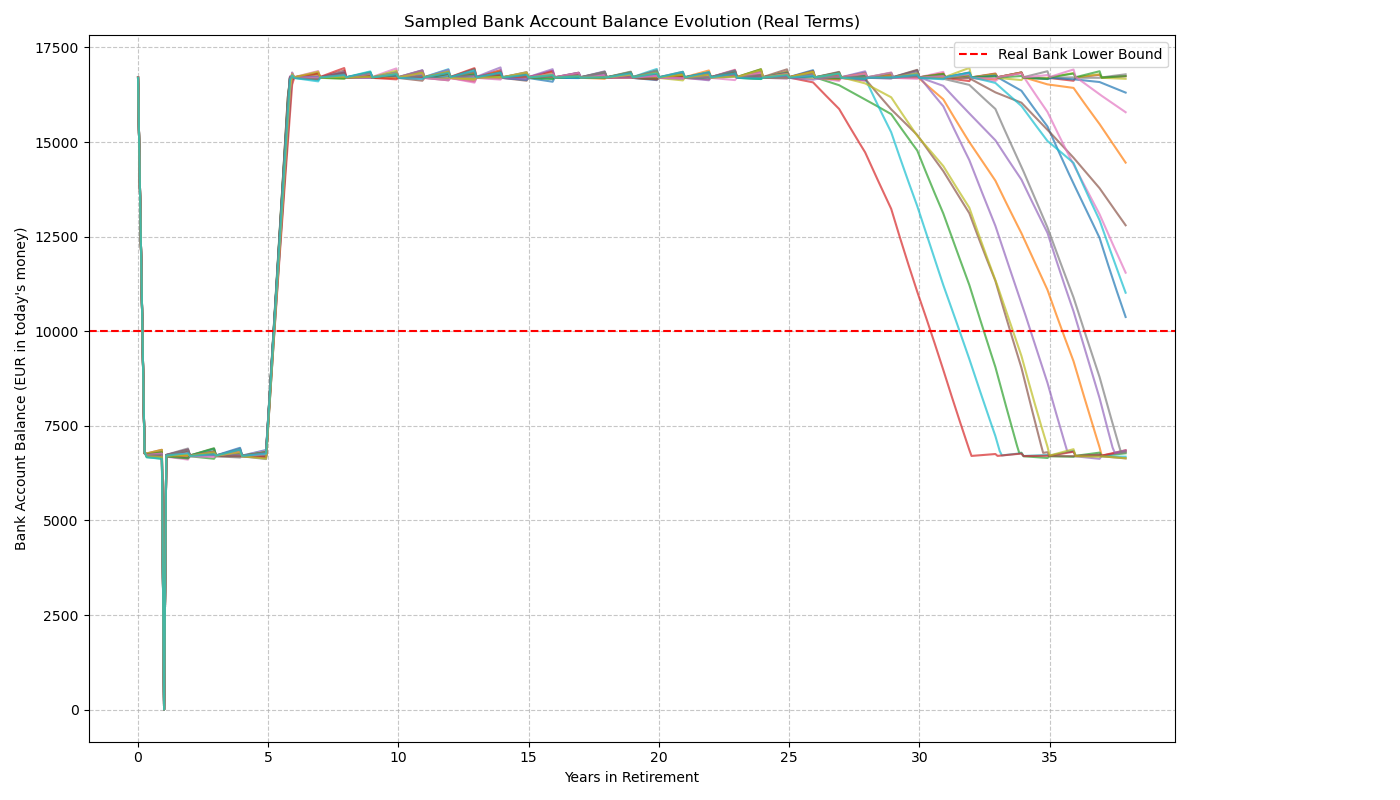 Sampled Bank Account Balance Evolution (Real Terms)
Real Bank Lower Bound
Bank Account Balance (EUR in today's money)
17500
15000
12500
10000
7500
5000
2500
0
0 5 10 15 20 25 30 35
Years in Retirement